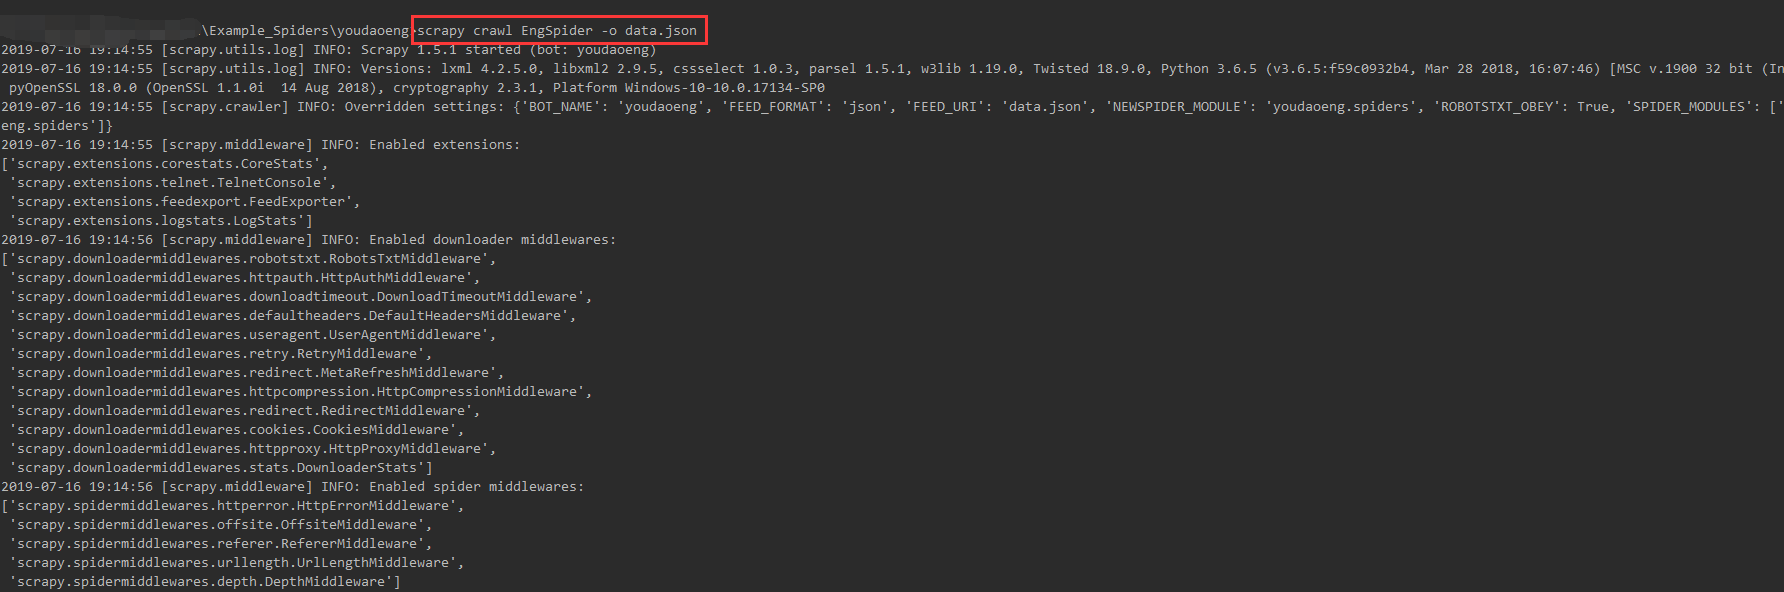 \Example_Spiders\youdaoeng>scrapy crawl EngSpider -o data.json
2019-07-16 19:14:55 [scrapy.utils.log] INFO: Scrapy 1.5.1 started (bot: youdaoeng)
2019-07-16 19:14:55 [scrapy.utils.log] INFO: Versions: lxml 4.2.5.0, libxml2 2.9.5, cssselect 1.0.3, parsel 1.5.1, w3lib 1.19.0, Twisted 18.9.0, Python 3.6.5 (v3.6.5:f59c0932b4, Mar 28 2018, 16:07:46) [MSC v.1900 32 bit (In
pyOpenSSL 18.0.0 (OpenSSL 1.1.0i  14 Aug 2018), cryptography 2.3.1, Platform Windows-10-10.0.17134-SP0
2019-07-16 19:14:55 [scrapy.crawler] INFO: Overridden settings: {'BOT_NAME': 'youdaoeng', 'FEED_FORMAT': 'json', 'FEED_URI': 'data.json', 'NEWSPIDER_MODULE': 'youdaoeng.spiders', 'ROBOTSTXT_OBEY': True, 'SPIDER_MODULES': ['
eng.spiders']}
2019-07-16 19:14:55 [scrapy.middleware] INFO: Enabled extensions:
['scrapy.extensions.corestats.CoreStats',
 'scrapy.extensions.telnet.TelnetConsole',
 'scrapy.extensions.feedexport.FeedExporter',
 'scrapy.extensions.logstats.LogStats']
2019-07-16 19:14:56 [scrapy.middleware] INFO: Enabled downloader middlewares:
['scrapy.downloadermiddlewares.robotstxt.RobotsTxtMiddleware',
 'scrapy.downloadermiddlewares.httpauth.HttpAuthMiddleware',
 'scrapy.downloadermiddlewares.downloadtimeout.DownloadTimeoutMiddleware',
 'scrapy.downloadermiddlewares.defaultheaders.DefaultHeadersMiddleware',
 'scrapy.downloadermiddlewares.useragent.UserAgentMiddleware',
 'scrapy.downloadermiddlewares.retry.RetryMiddleware',
 'scrapy.downloadermiddlewares.redirect.MetaRefreshMiddleware',
 'scrapy.downloadermiddlewares.httpcompression.HttpCompressionMiddleware',
 'scrapy.downloadermiddlewares.redirect.RedirectMiddleware',
 'scrapy.downloadermiddlewares.cookies.CookiesMiddleware',
 'scrapy.downloadermiddlewares.httpproxy.HttpProxyMiddleware',
 'scrapy.downloadermiddlewares.stats.DownloaderStats']
2019-07-16 19:14:56 [scrapy.middleware] INFO: Enabled spider middlewares:
['scrapy.spidermiddlewares.httperror.HttpErrorMiddleware',
 'scrapy.spidermiddlewares.offsite.OffsiteMiddleware',
 'scrapy.spidermiddlewares.referer.RefererMiddleware',
 'scrapy.spidermiddlewares.urllength.UrlLengthMiddleware',
 'scrapy.spidermiddlewares.depth.DepthMiddleware']